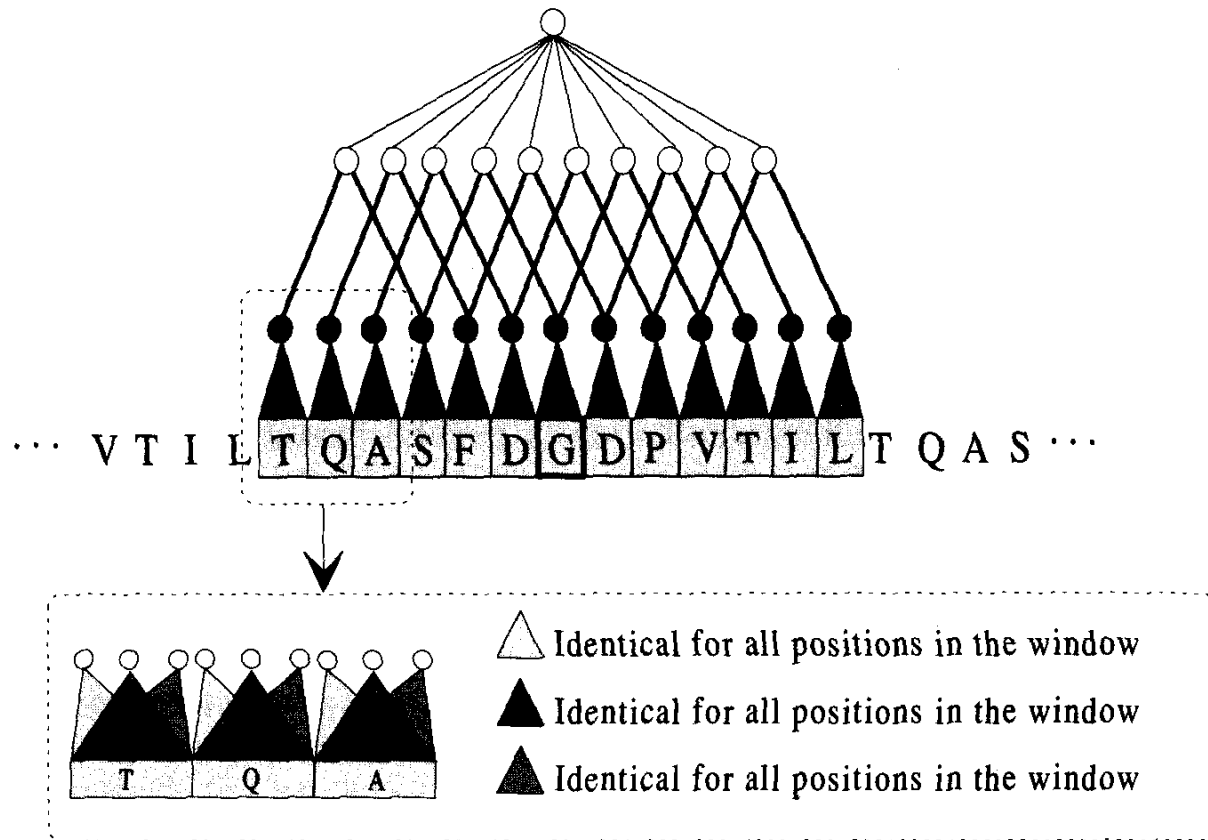 ··· V T I L T Q A S F D G D P V T I L T Q A S ···
Identical for all positions in the window
Identical for all positions in the window
Identical for all positions in the window
T Q A